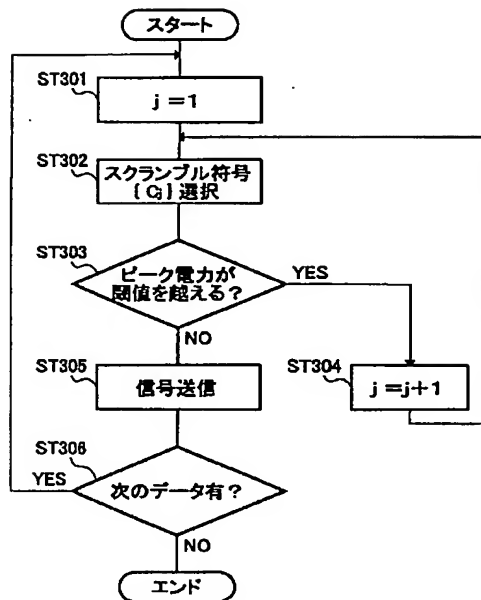 スタート
ST301
j=1
ST302
スクランブル符号
{Cj}選択
ST303
ピーク電力が
閾値を越える?
YES
NO
ST304
j=j+1
ST305
信号送信
ST306
YES
次のデータ有?
NO
エンド